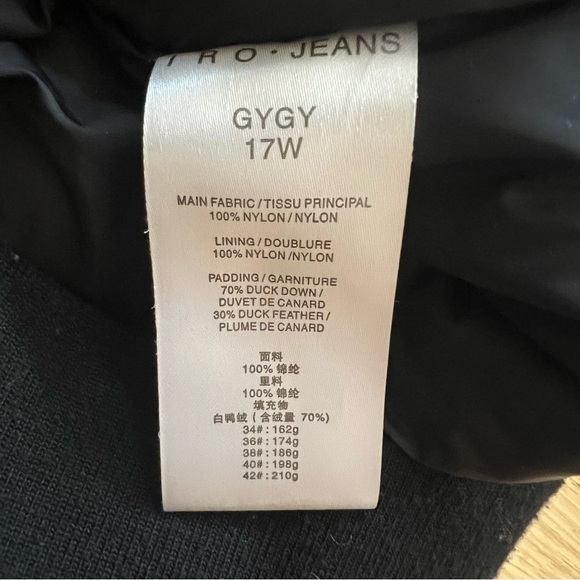 RO · JEANS
GYGY
17W
MAIN FABRIC / TISSU PRINCIPAL
100% NYLON / NYLON
LINING / DOUBLURE
100% NYLON /NYLON
PADDING / GARNITURE
70% DUCK DOWN /
DUVET DE CANARD
30% DUCK FEATHER /
PLUME DE CANARD
面料
100% 锦纶
里料
100% 锦纶
填充物
白鸭绒 ( 含绒量 70%)
34# : 162g
36# : 174g
38# : 186g
40# : 198g
42# : 210g